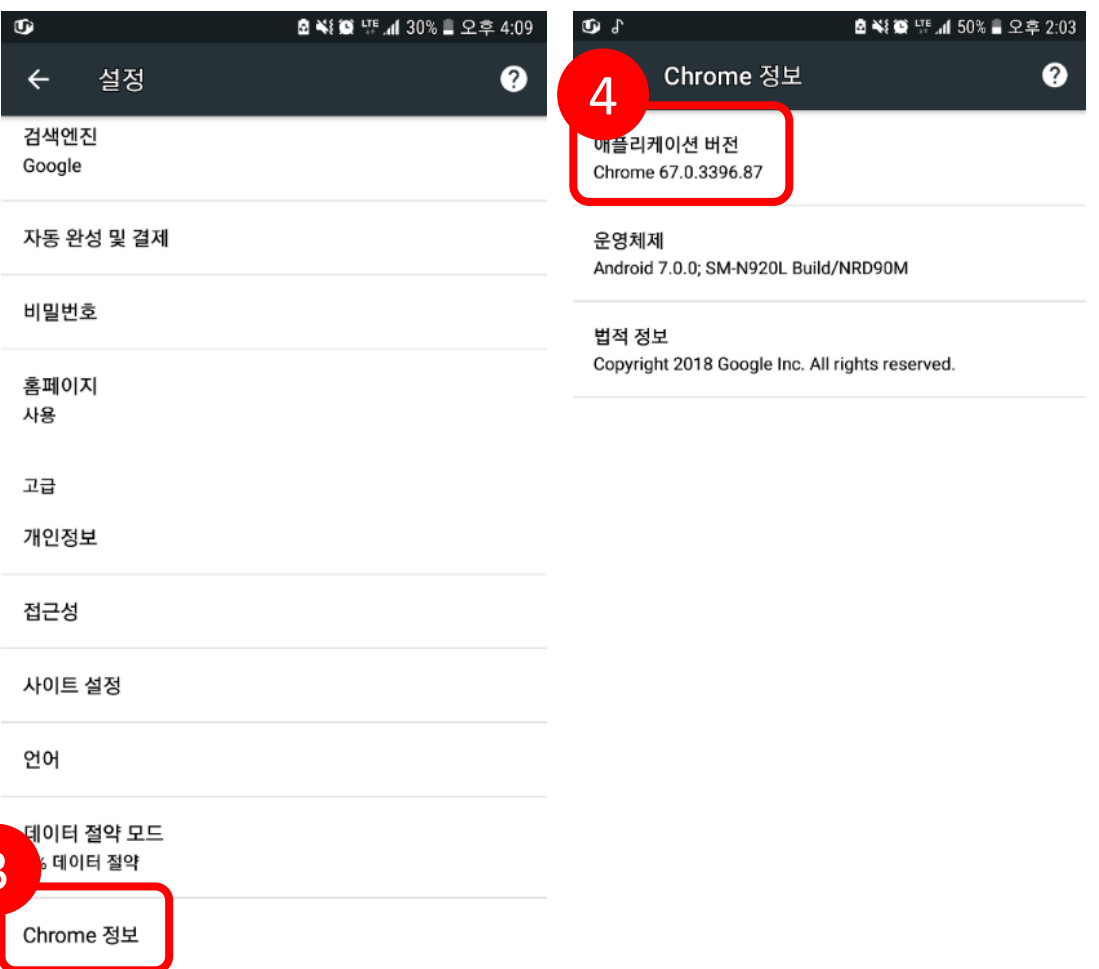 LTE 30% 오후 4:09
설정
검색엔진
Google
자동 완성 및 결제
비밀번호
홈페이지
사용
고급
개인정보
접근성
사이트 설정
언어
데이터 절약 모드
% 데이터 절약
3
Chrome 정보
LTE 50% 오후 2:03
4
Chrome 정보
애플리케이션 버전
Chrome 67.0.3396.87
운영체제
Android 7.0.0; SM-N920L Build/NRD90M
법적 정보
Copyright 2018 Google Inc. All rights reserved.